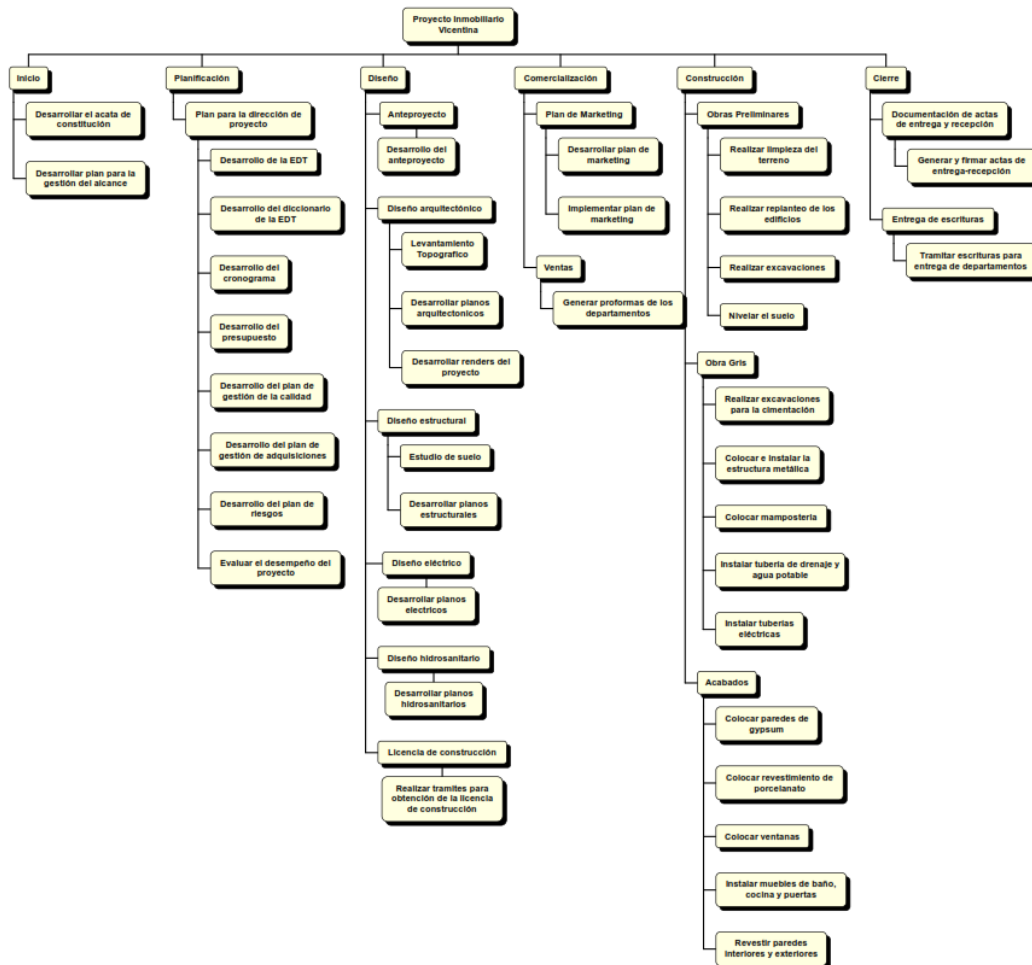 Proyecto Inmobiliario
Vicentina
Inicio
Desarrollar el acata de
constitución
Desarrollar plan para la
gestión del alcance
Planificación
Plan para la dirección de
proyecto
Desarrollo de la EDT
Desarrollo del diccionario
de la EDT
Desarrollo del
cronograma
Desarrollo del
presupuesto
Desarrollo del plan de
gestión de la calidad
Desarrollo del plan de
gestión de adquisiciones
Desarrollo del plan de
riesgos
Evaluar el desempeño del
proyecto
Diseño
Anteproyecto
Desarrollo del
anteproyecto
Diseño arquitectónico
Levantamiento
Topografico
Desarrollar planos
arquitectonicos
Desarrollar renders del
proyecto
Diseño estructural
Estudio de suelo
Desarrollar planos
estructurales
Diseño eléctrico
Desarrollar planos
electricos
Diseño hidrosanitario
Desarrollar planos
hidrosanitarios
Licencia de construcción
Realizar tramites para
obtención de la licencia
de construcción
Comercialización
Plan de Marketing
Desarrollar plan de
marketing
Implementar plan de
marketing
Ventas
Generar proformas de los
departamentos
Construcción
Obras Preliminares
Realizar limpieza del
terreno
Realizar replanteo de los
edificios
Realizar excavaciones
Nivelar el suelo
Obra Gris
Realizar excavaciones
para la cimentación
Colocar e instalar la
estructura metálica
Colocar mamposteria
Instalar tubería de drenaje y
agua potable
Instalar tuberías
eléctricas
Acabados
Colocar paredes de
gypsum
Colocar revestimiento de
porcelanato
Colocar ventanas
Instalar muebles de baño,
cocina y puertas
Revestir paredes
interiores y exteriores
Cierre
Documentación de actas
de entrega y recepción
Generar y firmar actas de
entrega-recepción
Entrega de escrituras
Tramitar escrituras para
entrega de departamentos